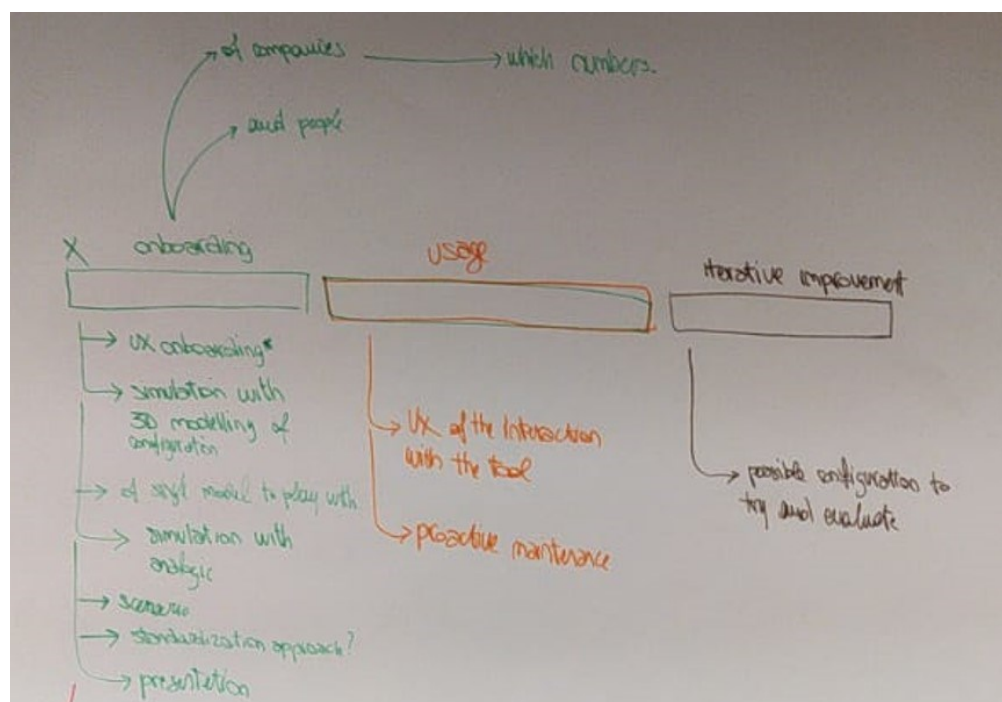 of companies
which numbers.
and people
X onboarding
usage
iterative improvement
UX onboarding*
simulation with
3D modelling of
configuration
UX of the Interaction
with the tool
of model to play with
possible configuration to
try and evaluate
simulation with
analogic
proactive maintenance
scenario
standardization approach?
presentation